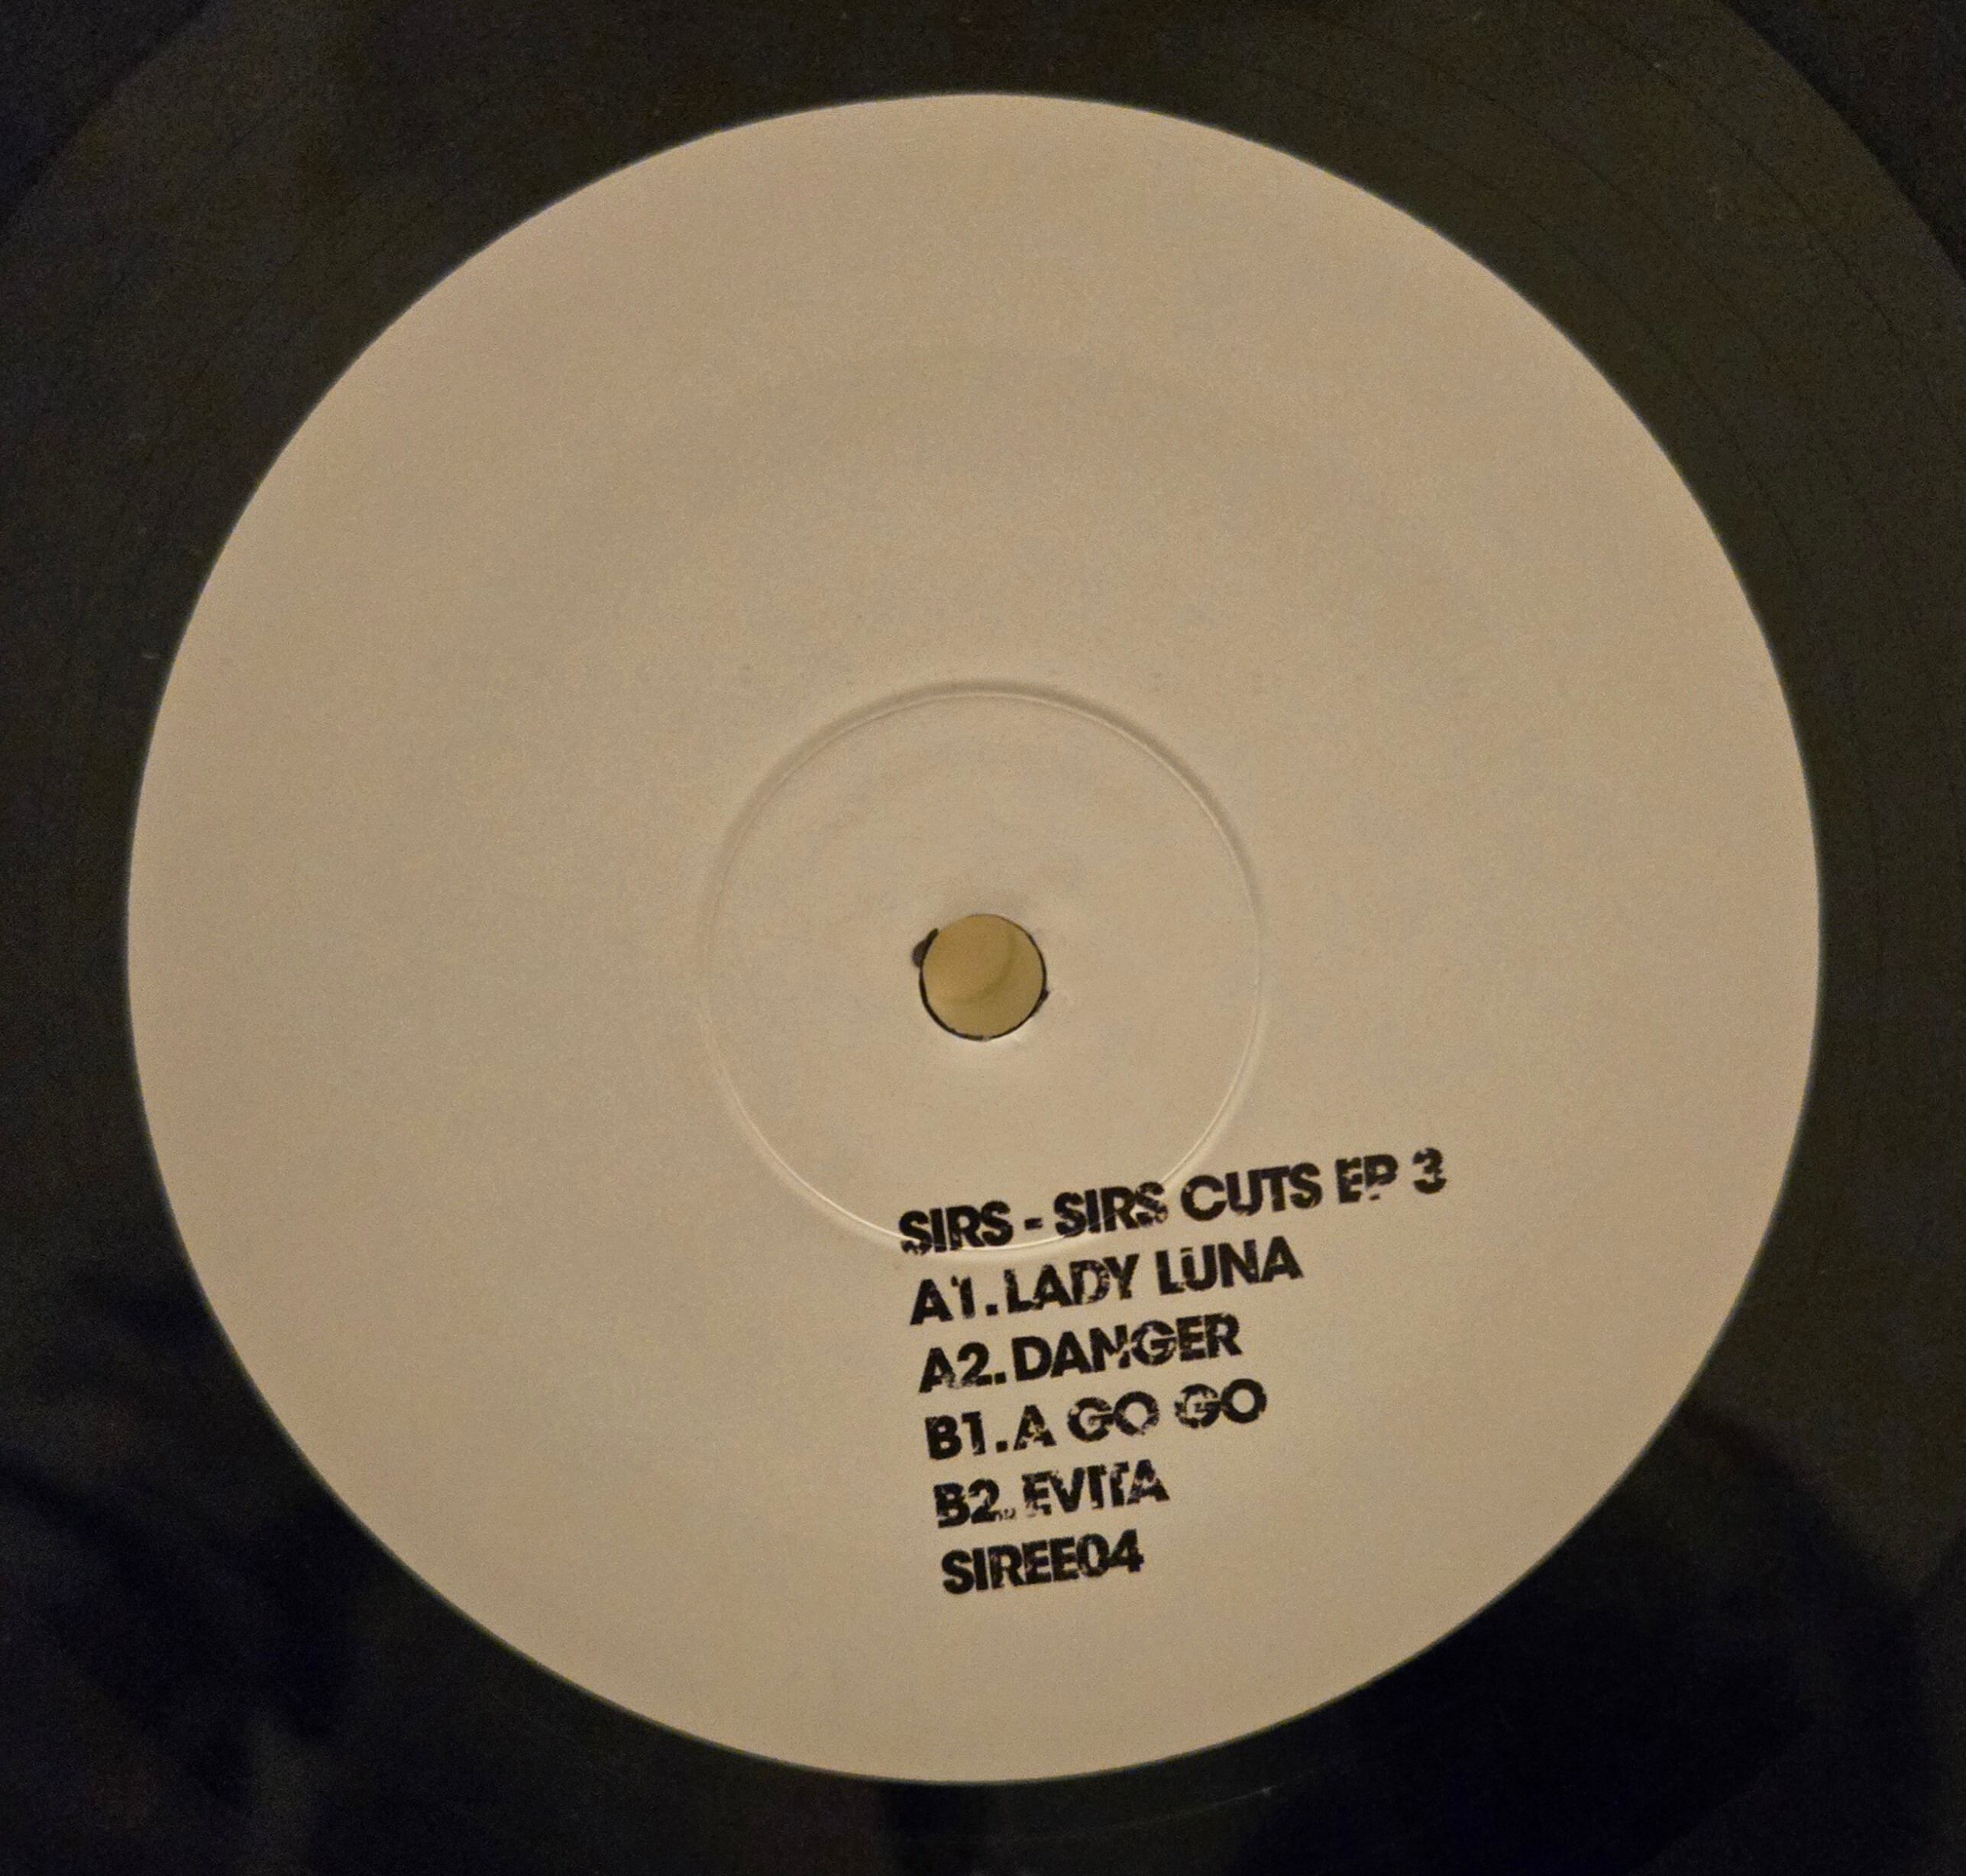 SIRS - SIRS CUTS EP 3
A1. LADY LUNA
A2. DANGER
B1. A GO GO
B2. EVITA
SIREE04